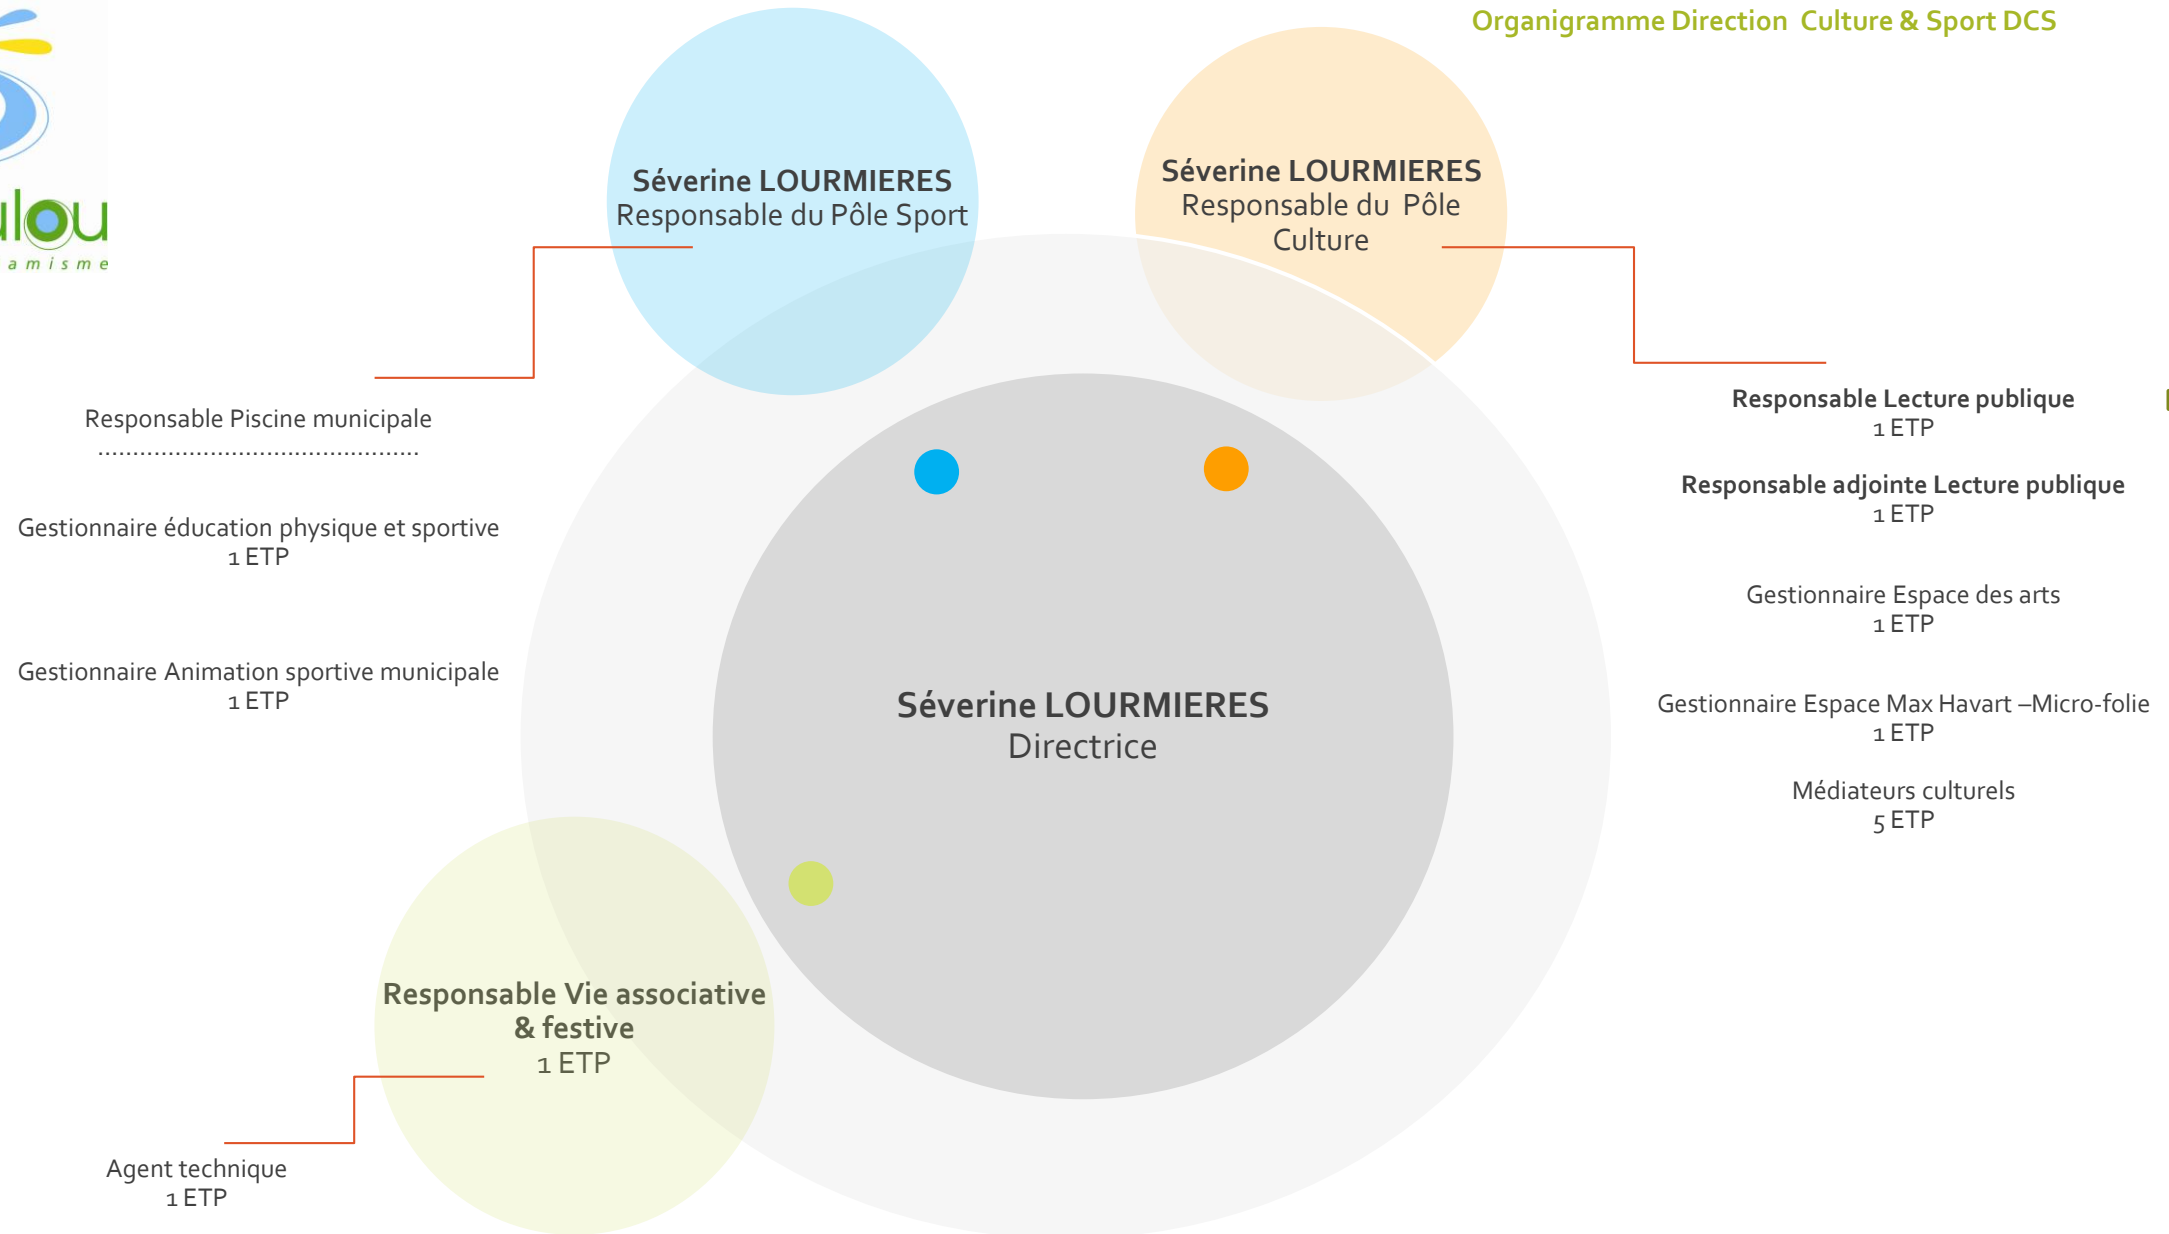 Organigramme Direction Culture & Sport DCS
ulou
amisme
Séverine LOURMIERES
Responsable du Pôle Sport
Séverine LOURMIERES
Responsable du Pôle
Culture
Responsable Piscine municipale
..............................................
Gestionnaire éducation physique et sportive
1 ETP
Gestionnaire Animation sportive municipale
1 ETP
Séverine LOURMIERES
Directrice
Responsable Lecture publique
1 ETP
Responsable adjointe Lecture publique
1 ETP
Gestionnaire Espace des arts
1 ETP
Gestionnaire Espace Max Havart –Micro-folie
1 ETP
Médiateurs culturels
5 ETP
Responsable Vie associative
& festive
1 ETP
Agent technique
1 ETP